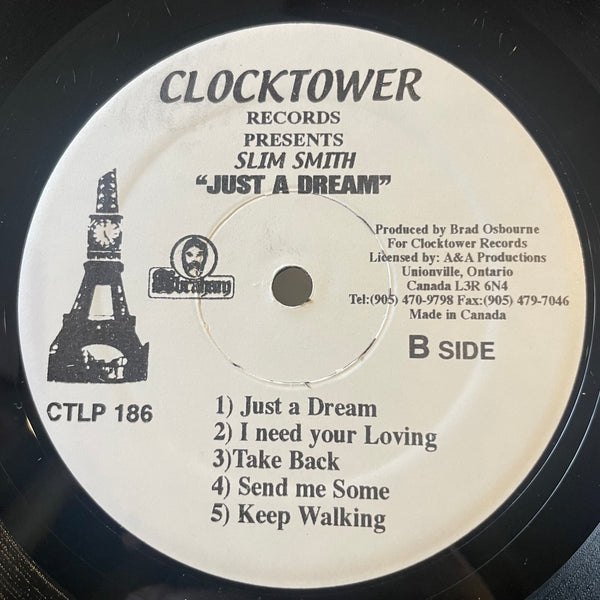 CLOCKTOWER
RECORDS
PRESENTS
SLIM SMITH
"JUST A DREAM"
Produced by Brad Osbourne
For Clocktower Records
Licensed by: A&A Productions
Unionville, Ontario
Canada L3R 6N4
Tel:(905) 470-9798 Fax:(905) 479-7046
Made in Canada
B SIDE
CTLP 186
1) Just a Dream
2) I need your Loving
3)Take Back
4) Send me Some
5) Keep Walking